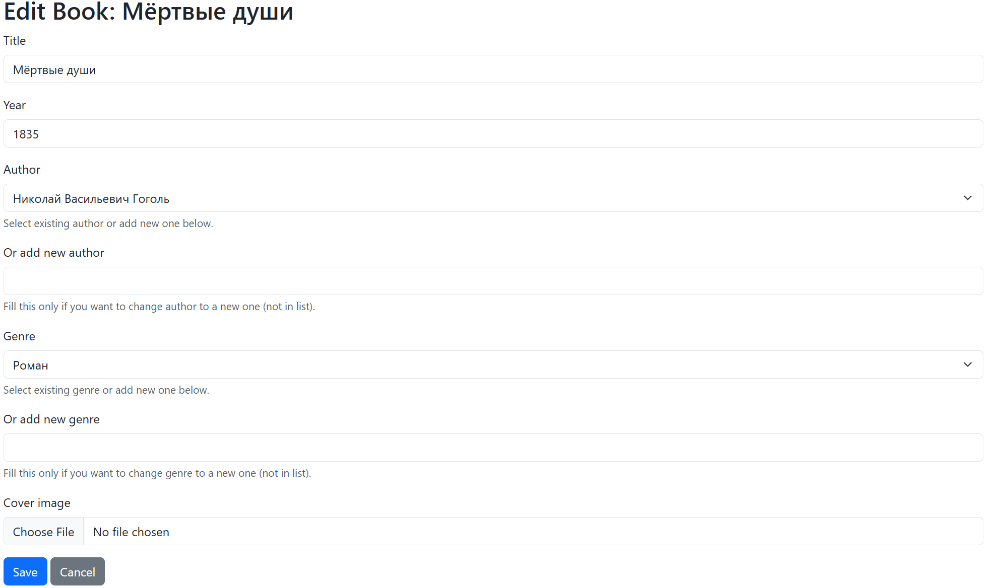 Edit Book: Мёртвые души
Title
Мёртвые души
Year
1835
Author
Николай Васильевич Гоголь
Select existing author or add new one below.
Or add new author
Fill this only if you want to change author to a new one (not in list).
Genre
Роман
Select existing genre or add new one below.
Or add new genre
Fill this only if you want to change genre to a new one (not in list).
Cover image
Choose File No file chosen
Save Cancel